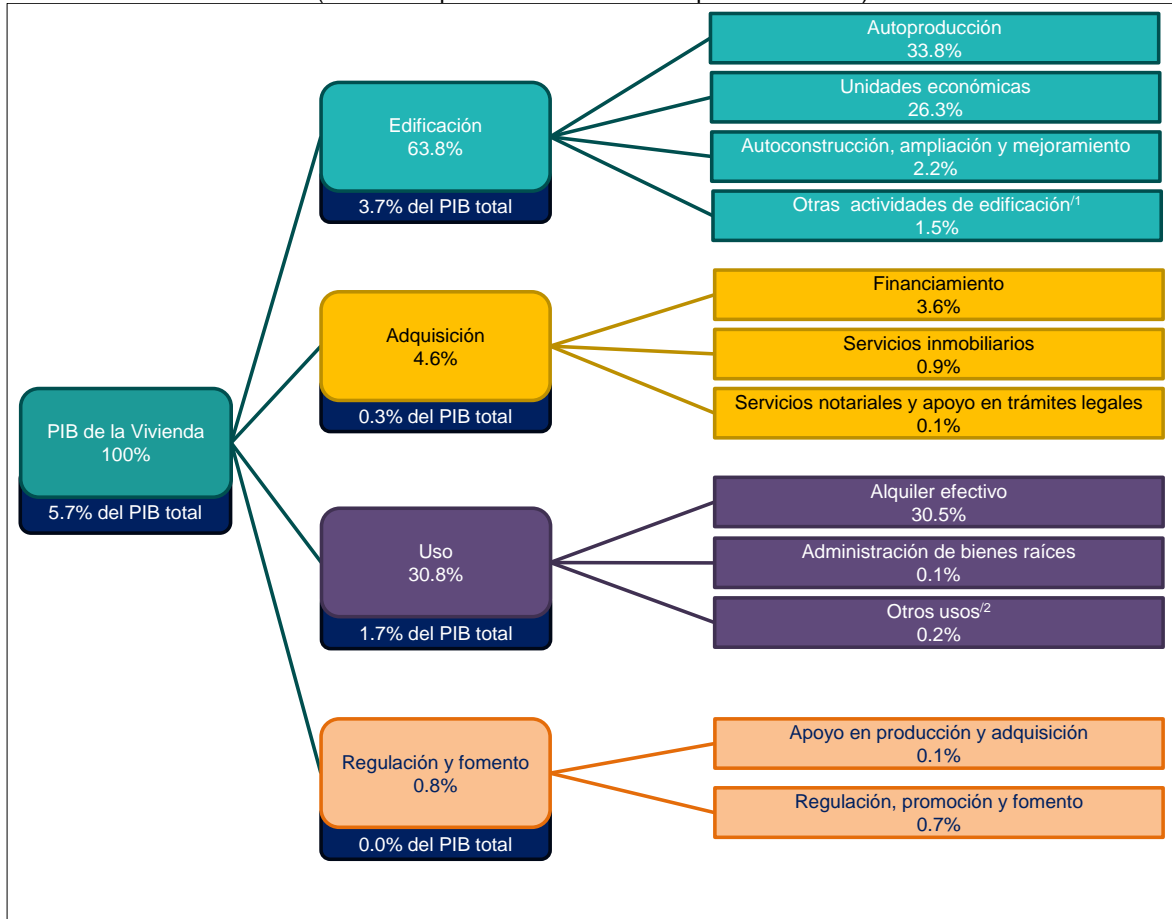 PIB de la Vivienda
100%
5.7% del PIB total
Edificación
63.8%
3.7% del PIB total
Autoproducción
33.8%
Unidades económicas
26.3%
Autoconstrucción, ampliación y mejoramiento
2.2%
Otras actividades de edificación/1
1.5%
Adquisición
4.6%
0.3% del PIB total
Financiamiento
3.6%
Servicios inmobiliarios
0.9%
Servicios notariales y apoyo en trámites legales
0.1%
Uso
30.8%
1.7% del PIB total
Alquiler efectivo
30.5%
Administración de bienes raíces
0.1%
Otros usos/2
0.2%
Regulación y fomento
0.8%
0.0% del PIB total
Apoyo en producción y adquisición
0.1%
Regulación, promoción y fomento
0.7%